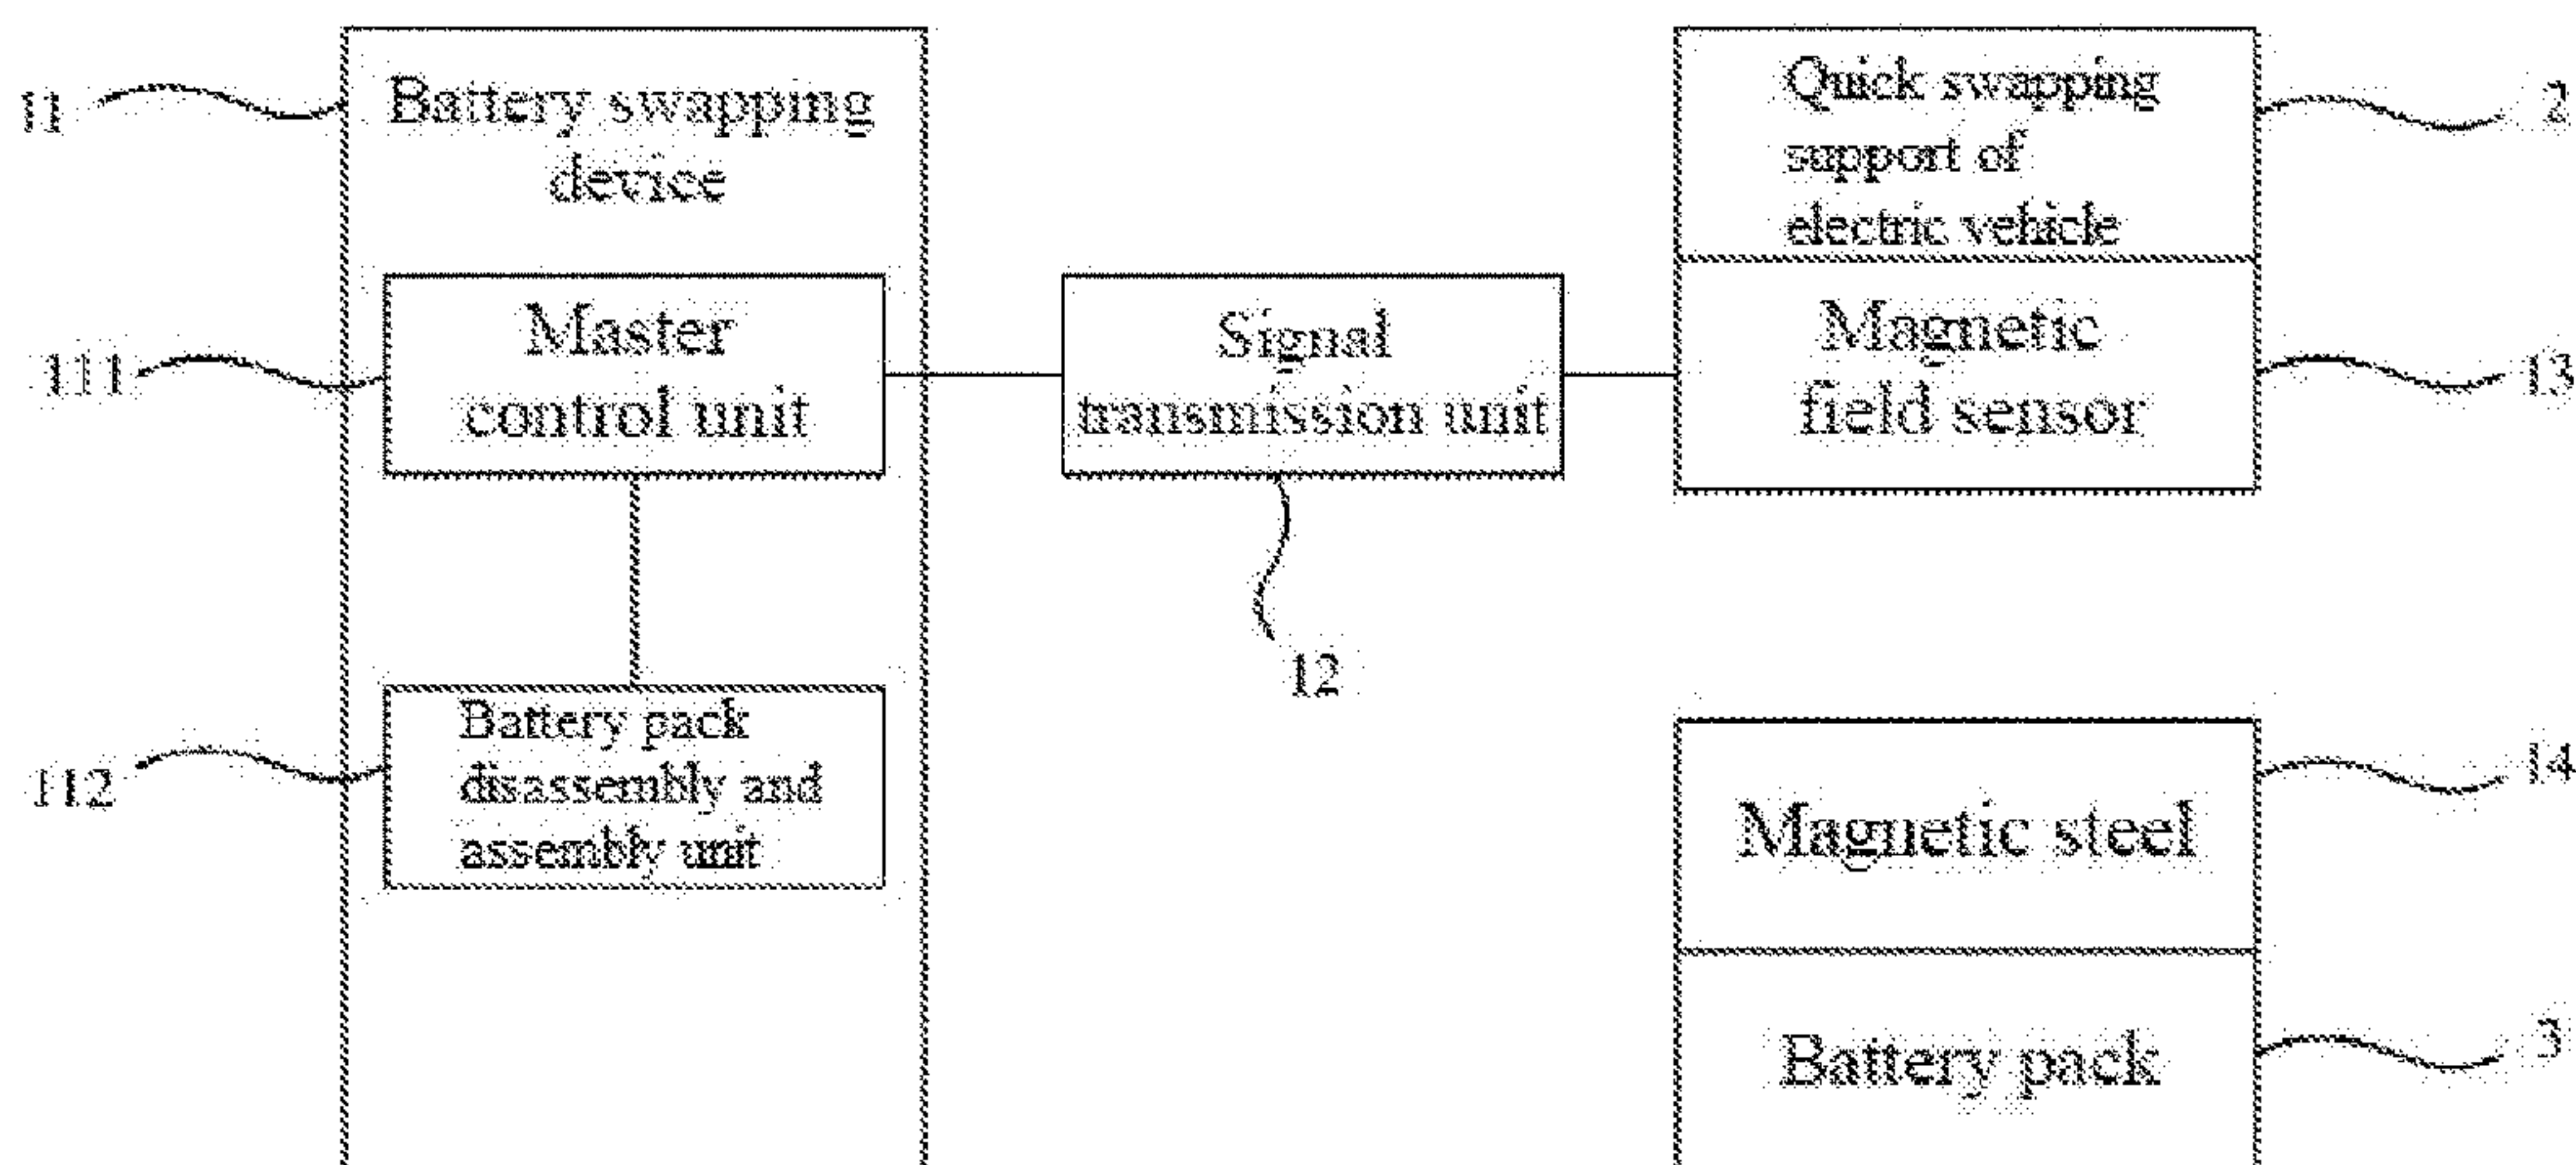 11
Battery swapping
device
111
Master
control unit
112
Battery pack
disassembly and
assembly unit
Signal
transmission unit
12
Quick swapping
support of
electric vehicle
2
Magnetic
field sensor
13
Magnetic steel
14
Battery pack
3